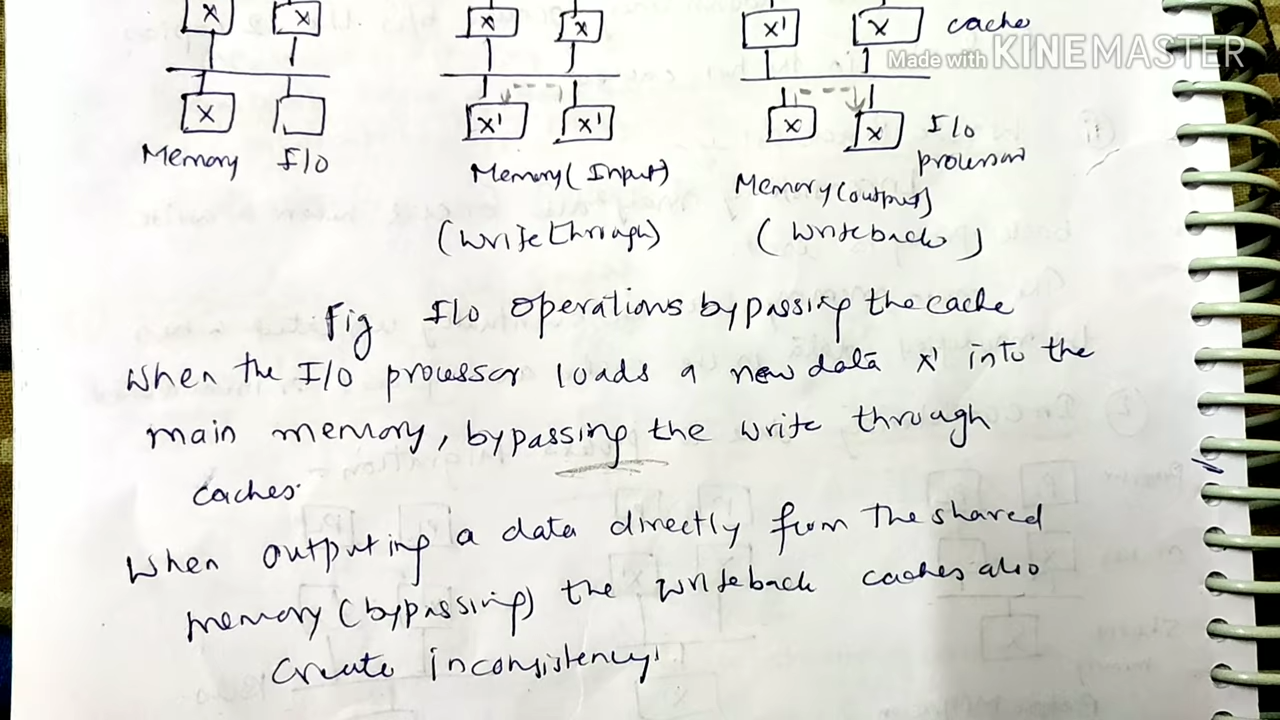 X X X X X' X cache
Made with KINEMASTER
X X' X' X X I/o
processor
Memory I/o Memory (Input) Memory (output)
(write through) (writeback)
Fig I/o operations bypassing the cache
When the I/O processor loads a new data X' into the
main memory, bypassing the write through
caches.
When outputing a data directly from the shared
memory (bypassing) the writeback caches also
create inconsistency.